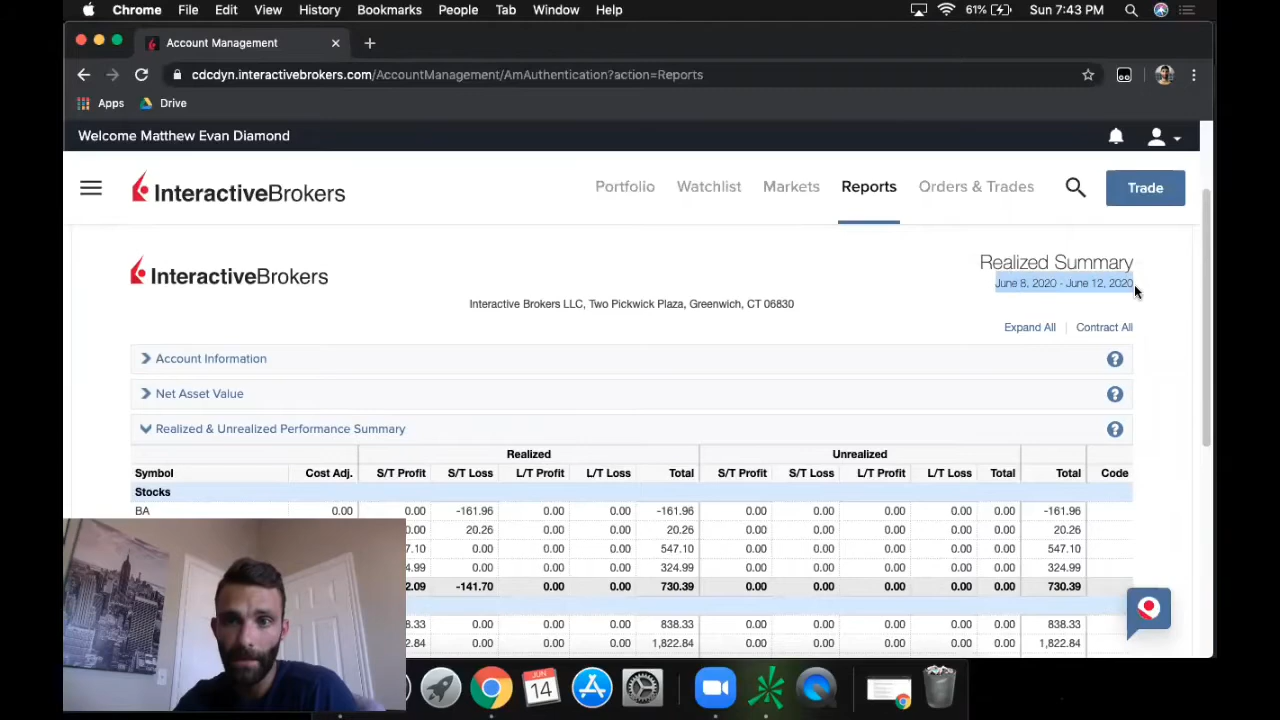 Chrome File Edit View History Bookmarks People Tab Window Help 61% Sun 7:43 PM
Account Management
cdcdyn.interactivebrokers.com/AccountManagement/AmAuthentication?action=Reports
Apps Drive
Welcome Matthew Evan Diamond
InteractiveBrokers Portfolio Watchlist Markets Reports Orders & Trades Trade
InteractiveBrokers Realized Summary
June 8, 2020 - June 12, 2020
Interactive Brokers LLC, Two Pickwick Plaza, Greenwich, CT 06830
Expand All | Contract All
Account Information ?
Net Asset Value ?
Realized & Unrealized Performance Summary ?
Realized Unrealized
Symbol Cost Adj. S/T Profit S/T Loss L/T Profit L/T Loss Total S/T Profit S/T Loss L/T Profit L/T Loss Total Total Code
Stocks
BA 0.00 0.00 -161.96 0.00 0.00 -161.96 0.00 0.00 0.00 0.00 0.00 -161.96
0.00 20.26 0.00 0.00 20.26 0.00 0.00 0.00 0.00 0.00 20.26
7.10 0.00 0.00 0.00 547.10 0.00 0.00 0.00 0.00 0.00 547.10
4.99 0.00 0.00 0.00 324.99 0.00 0.00 0.00 0.00 0.00 324.99
2.09 -141.70 0.00 0.00 730.39 0.00 0.00 0.00 0.00 0.00 730.39
8.33 0.00 0.00 0.00 838.33 0.00 0.00 0.00 0.00 0.00 838.33
2.84 0.00 0.00 0.00 1,822.84 0.00 0.00 0.00 0.00 0.00 1,822.84
JUN
14